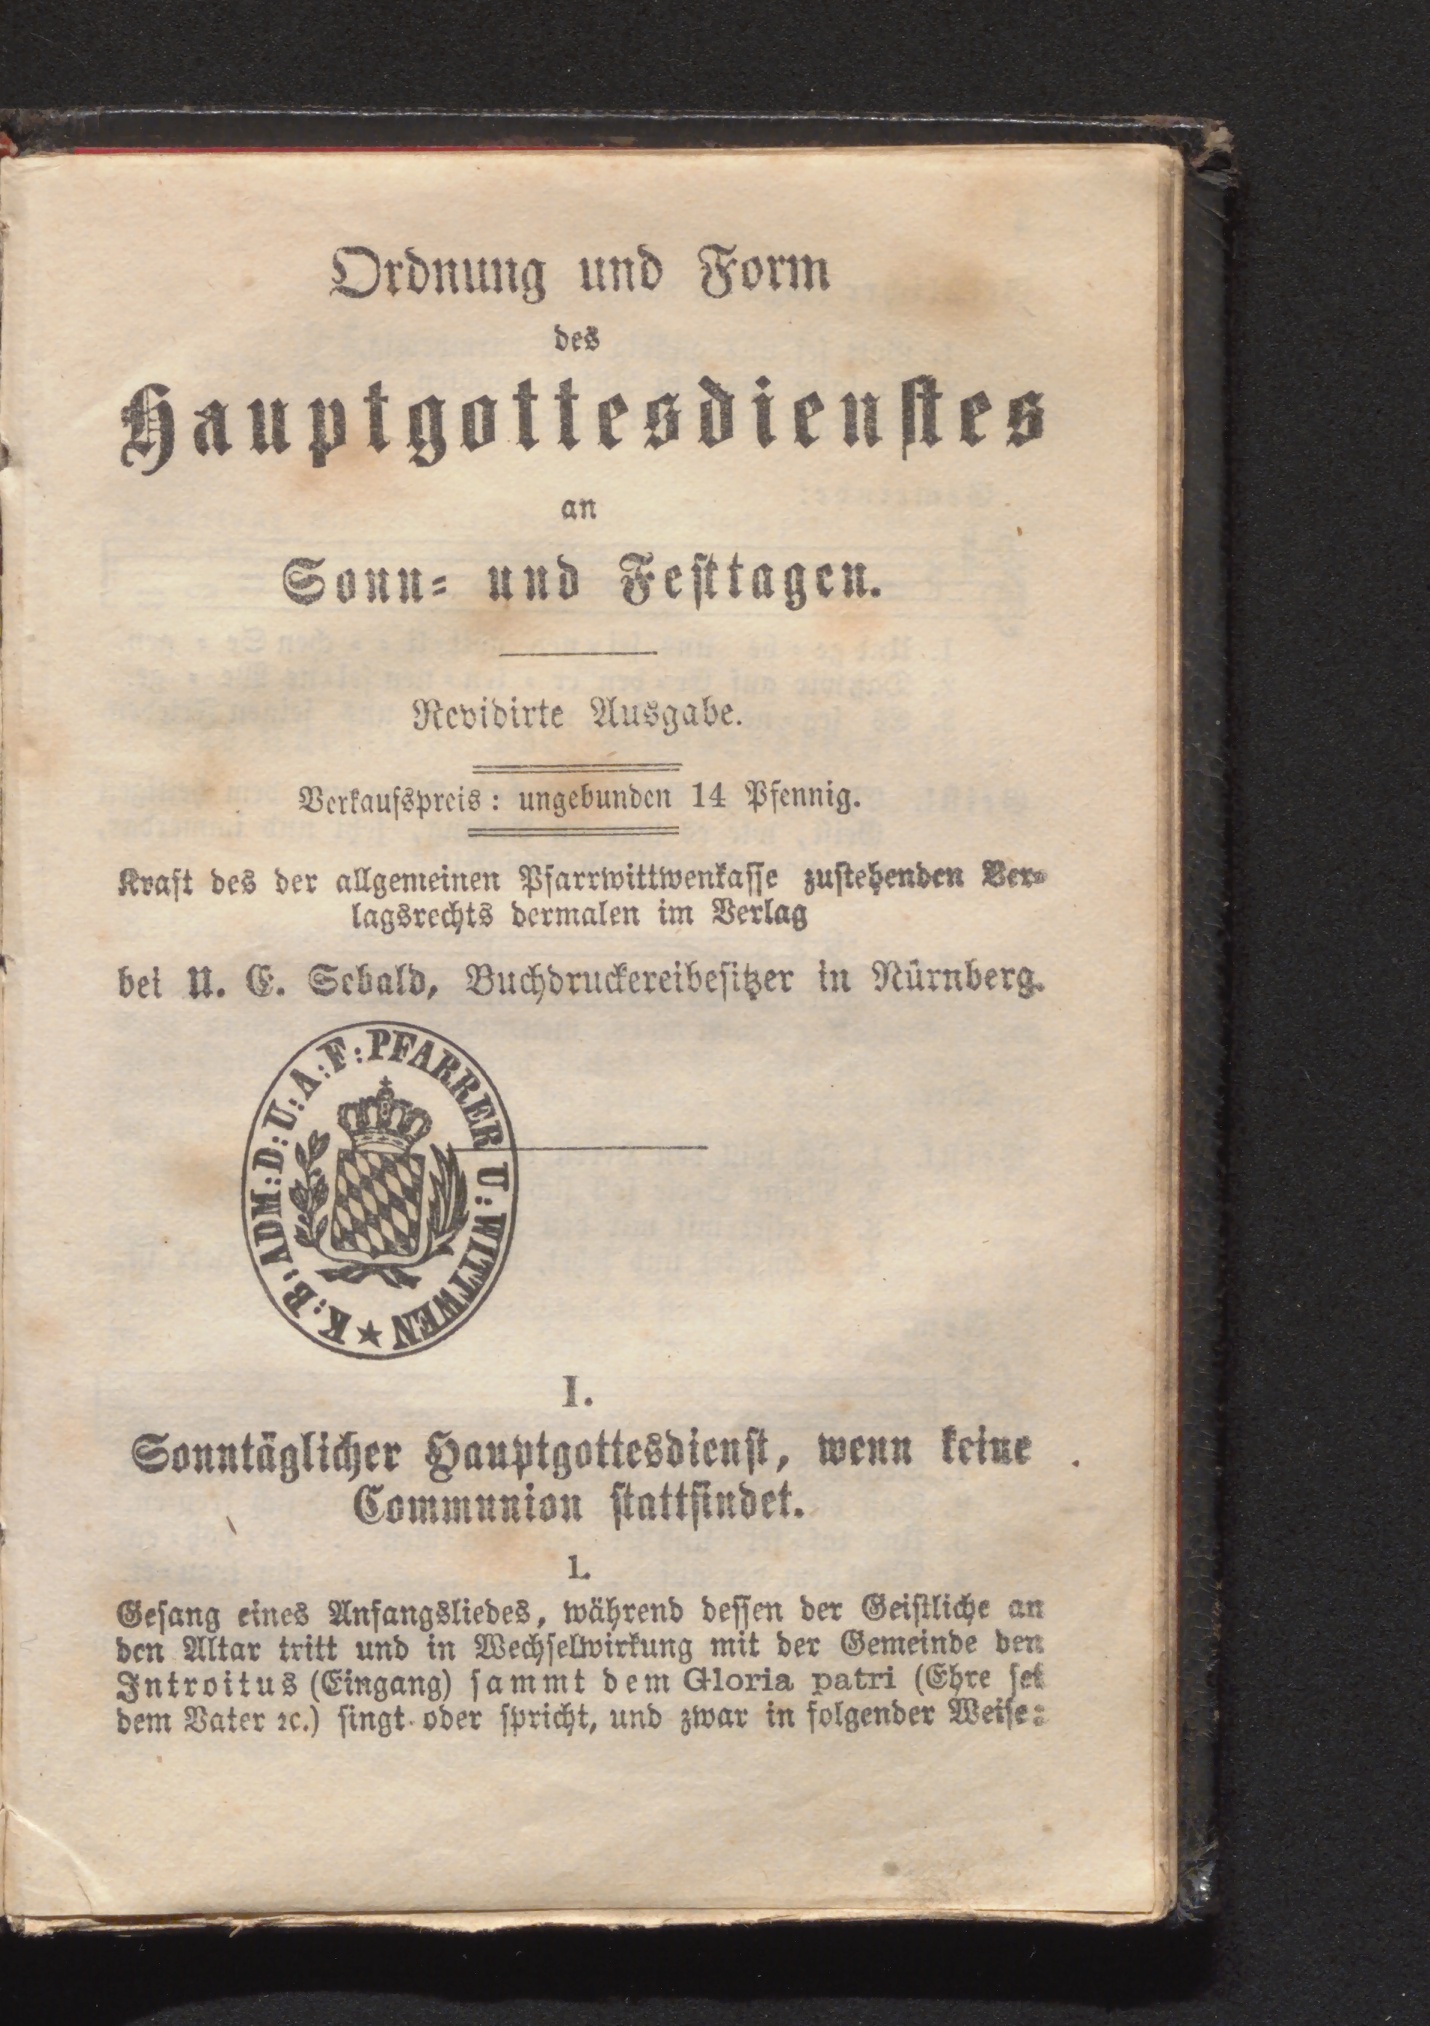 Ordnung und Form
des
Hauptgottesdienstes
an
Sonn- und Festtagen.
Revidirte Ausgabe.
Verkaufspreis: ungebunden 14 Pfennig.
Kraft des der allgemeinen Pfarrwittwenkasse zustehenden Ver-
lagsrechts dermalen im Verlag
bei U. E. Sebald, Buchdruckereibesitzer in Nürnberg.
K: B: ADM: D: U: A: F: PFARRER U: WITTWEN
I.
Sonntäglicher Hauptgottesdienst, wenn keine
Communion stattfindet.
1.
Gesang eines Anfangsliedes, während dessen der Geistliche an
den Altar tritt und in Wechselwirkung mit der Gemeinde den
Introitus (Eingang) sammt dem Gloria patri (Ehre sei
dem Vater ꝛc.) singt oder spricht, und zwar in folgender Weise: